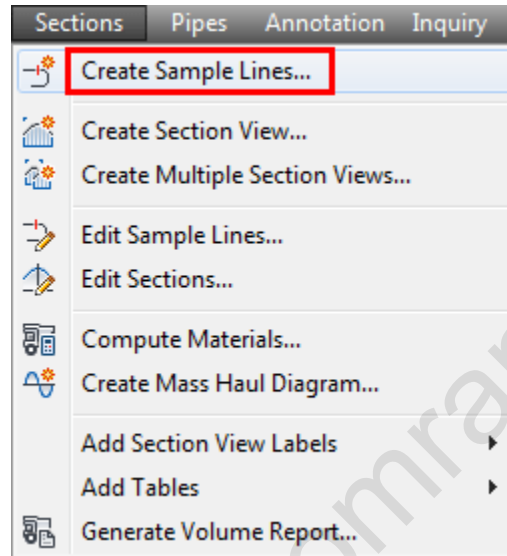 Sections Pipes Annotation Inquiry
Create Sample Lines...
Create Section View...
Create Multiple Section Views...
Edit Sample Lines...
Edit Sections...
Compute Materials...
Create Mass Haul Diagram...
Add Section View Labels
Add Tables
Generate Volume Report...